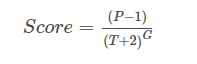 Score = (P−1) / (T+2)^G